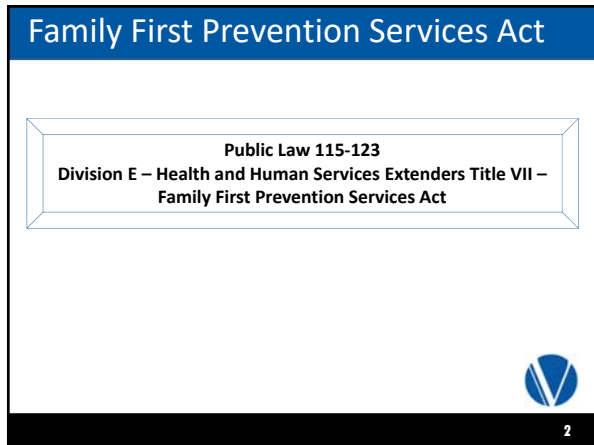 Family First Prevention Services Act
Public Law 115-123
Division E – Health and Human Services Extenders Title VII –
Family First Prevention Services Act
2